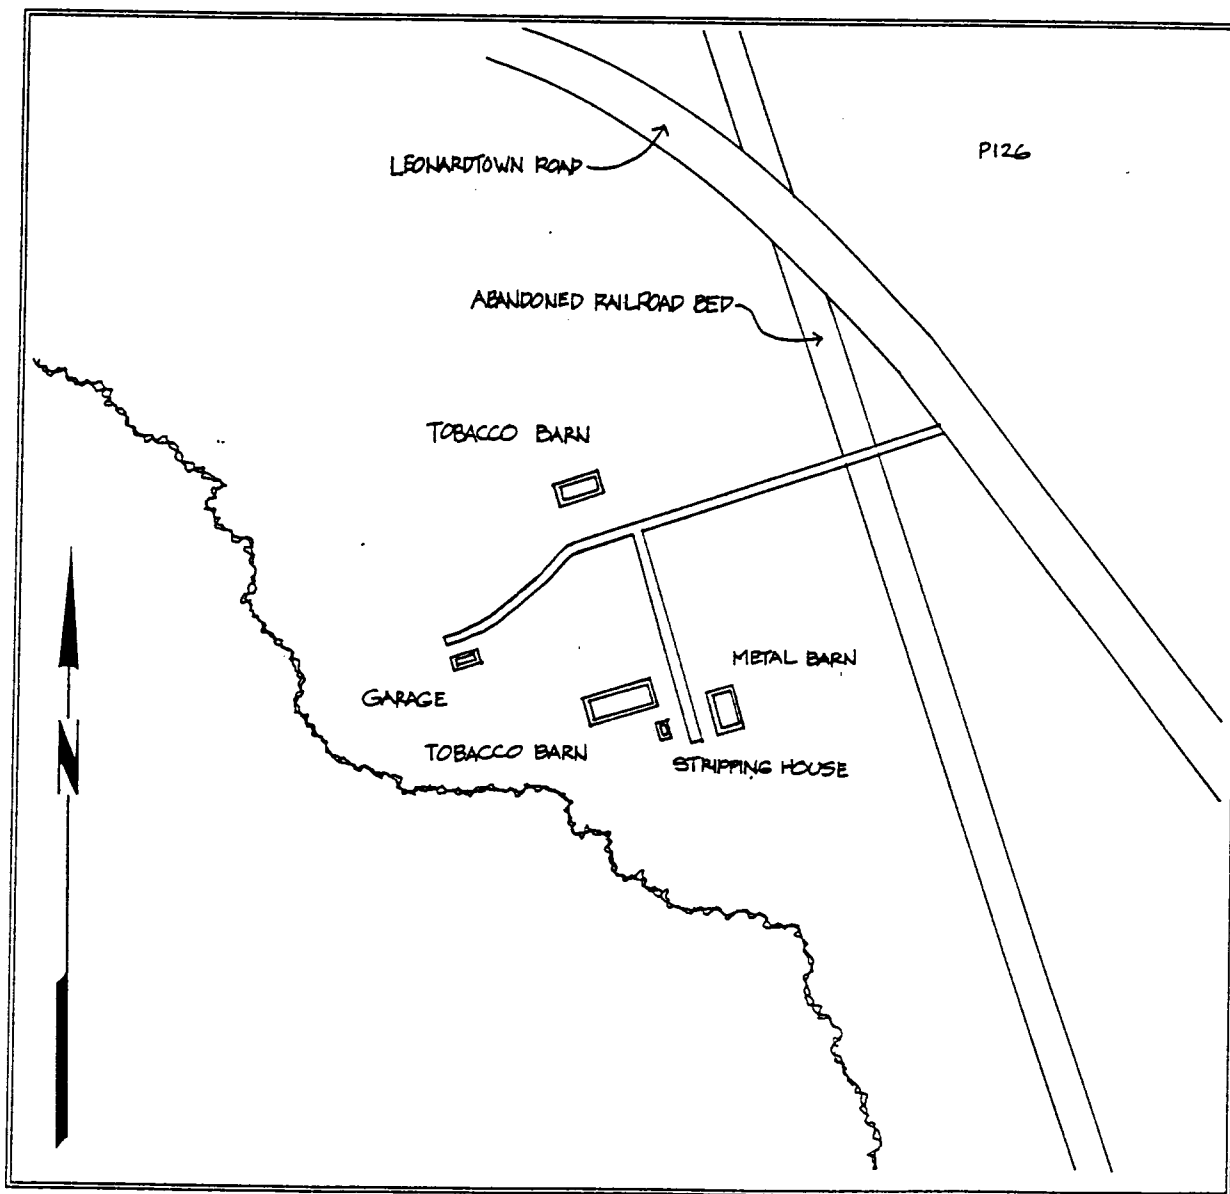 LEONARDTOWN ROAD
P126
ABANDONED RAILROAD BED
TOBACCO BARN
METAL BARN
GARAGE
TOBACCO BARN
STRIPPING HOUSE
N